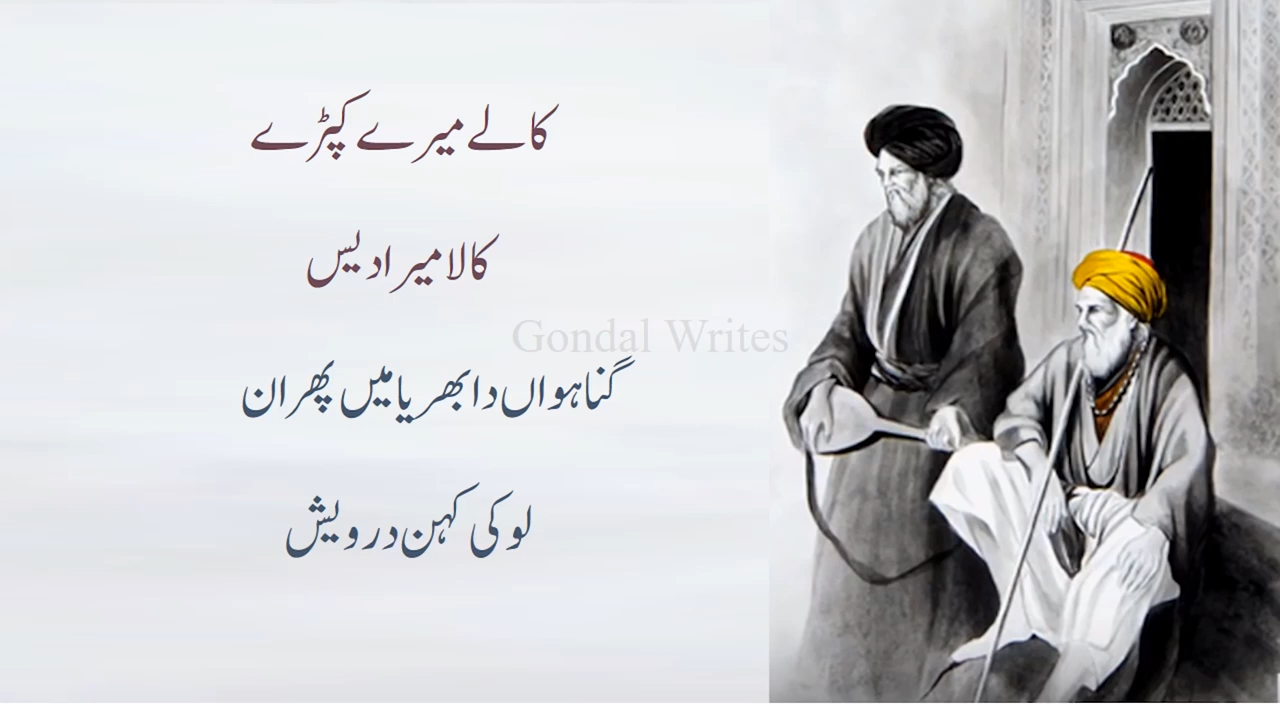 کالے میرے کپڑے
کالا میرا دیس
Gondal Writes
گناہواں دا بھریا میں پھراں
لوکی کہن درویش